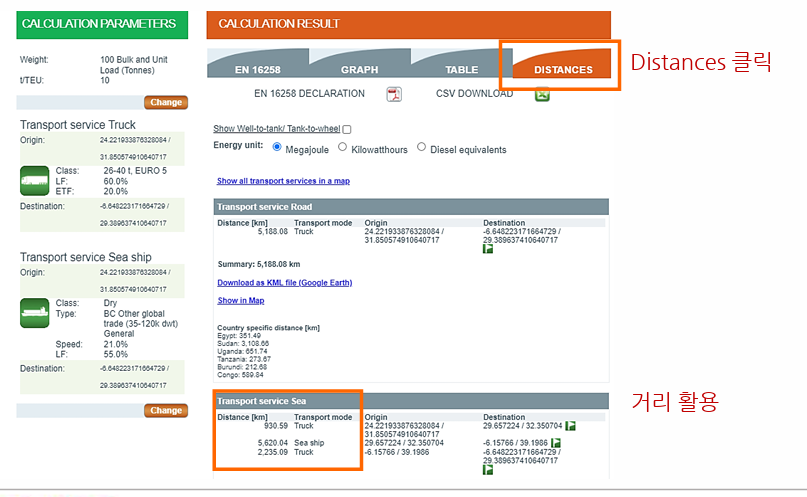 CALCULATION PARAMETERS
Weight: 100 Bulk and Unit
Load (Tonnes)
t/TEU: 10
Change
Transport service Truck
Origin: 24.221933876328084 /
31.850574910640717
Class: 26-40 t, EURO 5
LF: 60.0%
ETF: 20.0%
Destination: -6.648223171664729 /
29.389637410640717
Transport service Sea ship
Origin: 24.221933876328084 /
31.850574910640717
Class: Dry
Type: BC Other global
trade (35-120k dwt)
General
Speed: 21.0%
LF: 55.0%
Destination: -6.648223171664729 /
29.389637410640717
Change
CALCULATION RESULT
EN 16258 GRAPH TABLE DISTANCES
Distances 클릭
EN 16258 DECLARATION CSV DOWNLOAD
Show Well-to-tank/ Tank-to-wheel
Energy unit: Megajoule Kilowatthours Diesel equivalents
Show all transport services in a map
Transport service Road
Distance [km] Transport mode Origin Destination
5,188.08 Truck 24.221933876328084 / -6.648223171664729 /
31.850574910640717 29.389637410640717
Summary: 5,188.08 km
Download as KML file (Google Earth)
Show in Map
Country specific distance [km]
Egypt: 351.49
Sudan: 3,108.66
Uganda: 651.74
Tanzania: 273.67
Burundi: 212.68
Congo: 589.84
Transport service Sea
거리 활용
Distance [km] Transport mode Origin Destination
930.59 Truck 24.221933876328084 / 29.657224 / 32.350704
31.850574910640717
5,620.04 Sea ship 29.657224 / 32.350704 -6.15766 / 39.1986
2,235.09 Truck -6.15766 / 39.1986 -6.648223171664729 /
29.389637410640717